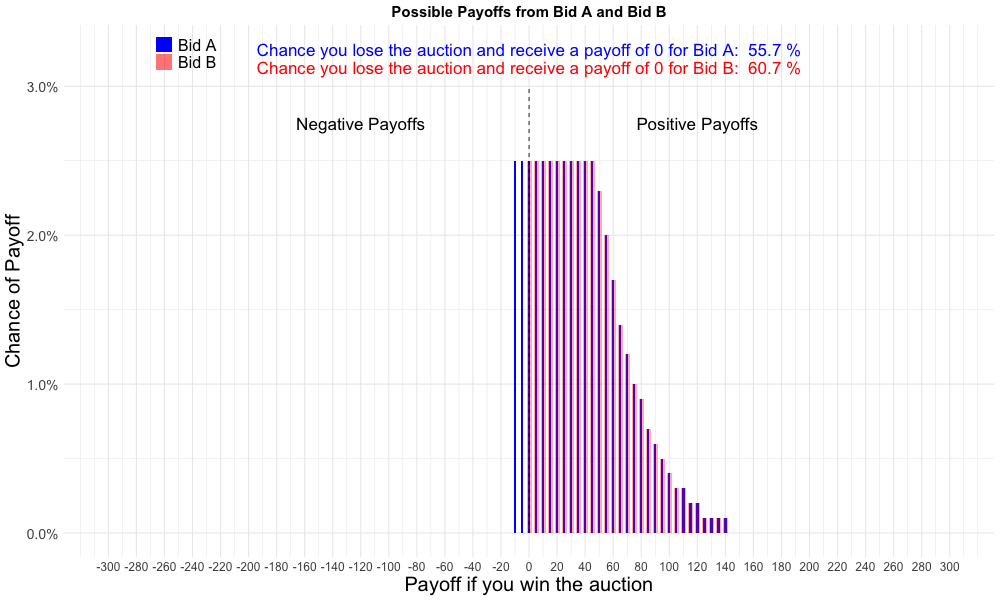 Possible Payoffs from Bid A and Bid B
Bid A
Bid B
Chance you lose the auction and receive a payoff of 0 for Bid A: 55.7 %
Chance you lose the auction and receive a payoff of 0 for Bid B: 60.7 %
Negative Payoffs
Positive Payoffs
Chance of Payoff
3.0%
2.0%
1.0%
0.0%
-300 -280 -260 -240 -220 -200 -180 -160 -140 -120 -100 -80 -60 -40 -20 0 20 40 60 80 100 120 140 160 180 200 220 240 260 280 300
Payoff if you win the auction